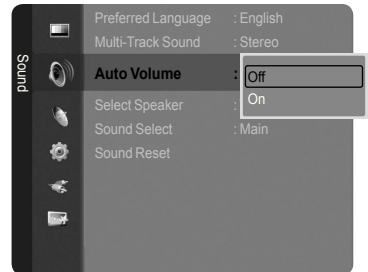 Sound
Preferred Language : English
Multi-Track Sound : Stereo
Auto Volume : Off
On
Select Speaker :
Sound Select : Main
Sound Reset